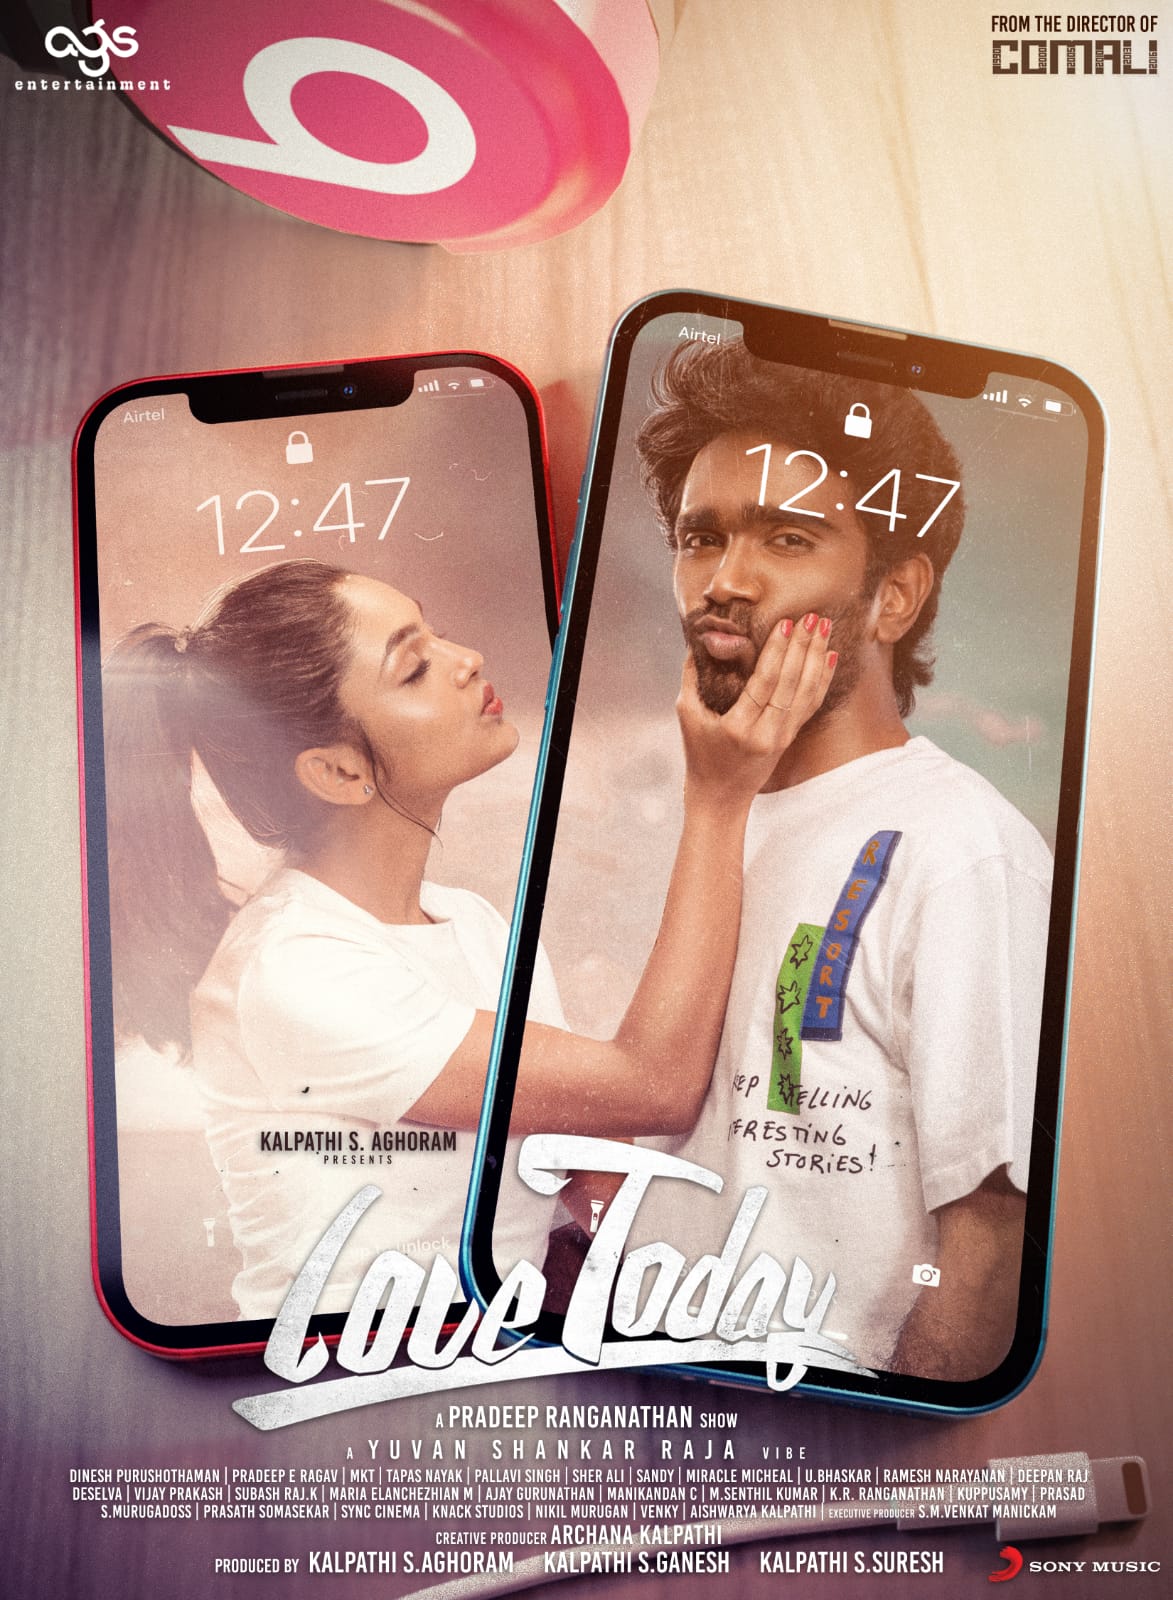 ags
entertainment
FROM THE DIRECTOR OF
COMALI
b
Airtel
12:47
Airtel
12:47
RESORT
TELLING
STORIES!
KALPATHI S. AGHORAM
PRESENTS
unlock
Love Today
A PRADEEP RANGANATHAN SHOW
A YUVAN SHANKAR RAJA VIBE
DINESH PURUSHOTHAMAN | PRADEEP E RAGAV | MKT | TAPAS NAYAK | PALLAVI SINGH | SHER ALI | SANDY | MIRACLE MICHEAL | U.BHASKAR | RAMESH NARAYANAN | DEEPAN RAJ
DESELVA | VIJAY PRAKASH | SUBASH RAJ.K | MARIA ELANCHEZHIAN M | AJAY GURUNATHAN | MANIKANDAN C | M.SENTHIL KUMAR | K.R. RANGANATHAN | KUPPUSAMY | PRASAD
S.MURUGADOSS | PRASATH SOMASEKAR | SYNC CINEMA | KNACK STUDIOS | NIKIL MURUGAN | VENKY | AISHWARYA KALPATHI | EXECUTIVE PRODUCER S.M.VENKAT MANICKAM
CREATIVE PRODUCER ARCHANA KALPATHI
PRODUCED BY KALPATHI S.AGHORAM KALPATHI S.GANESH KALPATHI S.SURESH
SONY MUSIC